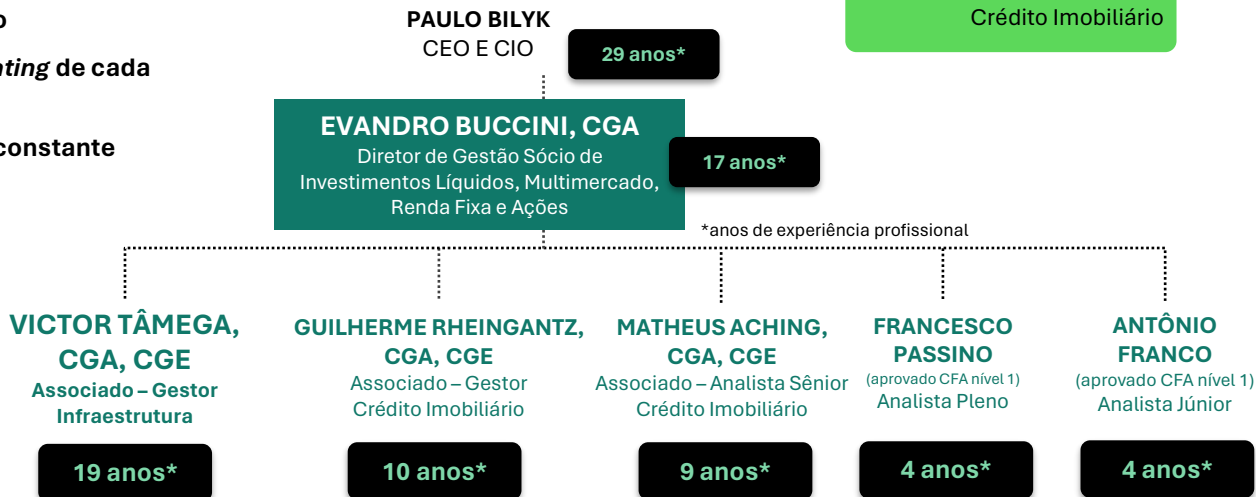 o
ating de cada
constante
PAULO BILYK
CEO E CIO
29 anos*
Crédito Imobiliário
EVANDRO BUCCINI, CGA
Diretor de Gestão Sócio de
Investimentos Líquidos, Multimercado,
Renda Fixa e Ações
17 anos*
*anos de experiência profissional
VICTOR TÂMEGA,
CGA, CGE
Associado – Gestor
Infraestrutura
19 anos*
GUILHERME RHEINGANTZ,
CGA, CGE
Associado – Gestor
Crédito Imobiliário
10 anos*
MATHEUS ACHING,
CGA, CGE
Associado – Analista Sênior
Crédito Imobiliário
9 anos*
FRANCESCO
PASSINO
(aprovado CFA nível 1)
Analista Pleno
4 anos*
ANTÔNIO
FRANCO
(aprovado CFA nível 1)
Analista Júnior
4 anos*